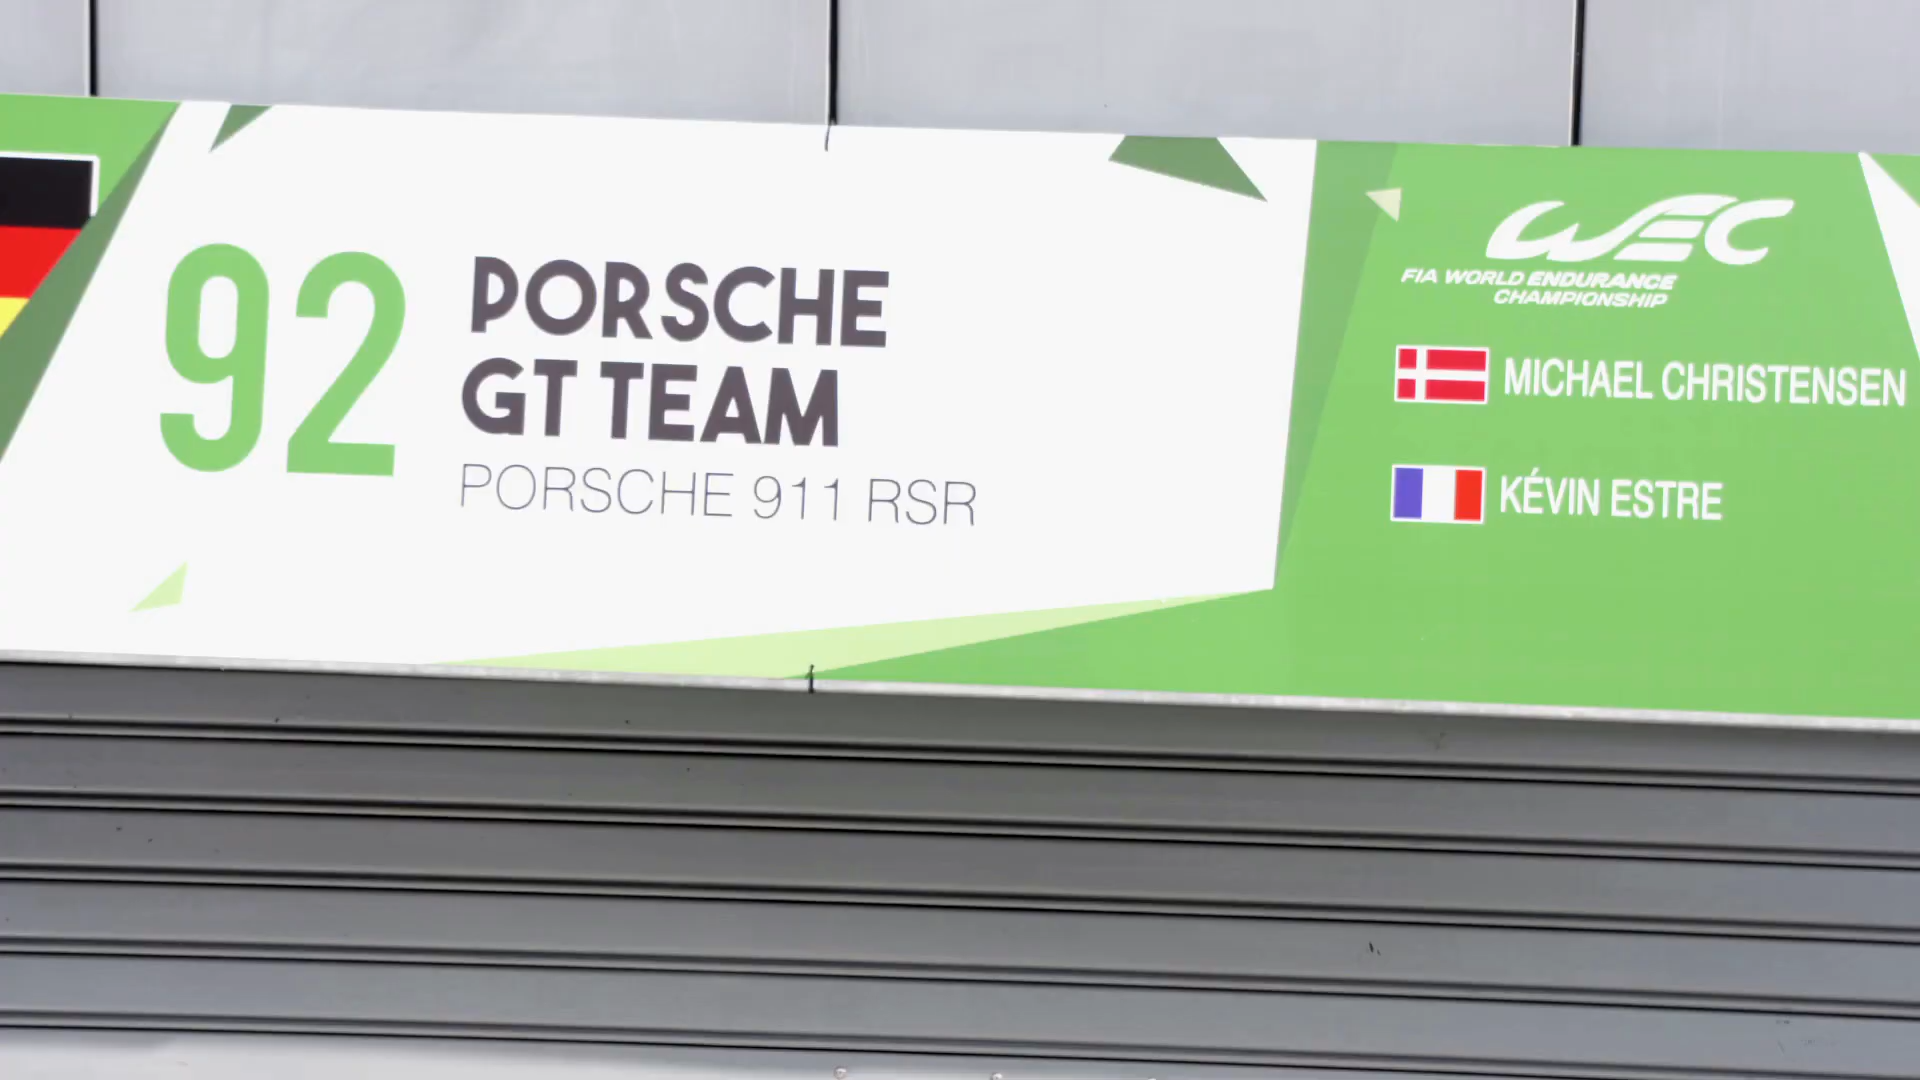 92
PORSCHE
GT TEAM
PORSCHE 911 RSR
WEC
FIA WORLD ENDURANCE
CHAMPIONSHIP
MICHAEL CHRISTENSEN
KÉVIN ESTRE